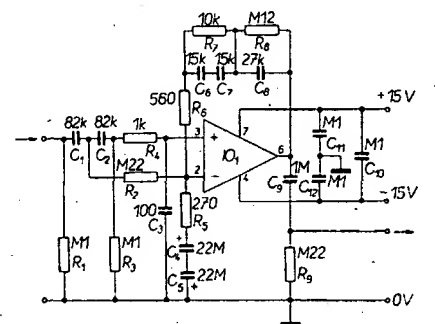 10k M12
R7 R8
15k 15k 27k
C6 C7 C8
560 R6
+15V
82k 82k 1k
C1 C2 R4
3 + 7
IO1 6
M22 2 −
R2
4
1M
C9
M1
C11
M1
C12
M1
C10
−15V
100
C3
270
R5
C4 + 22M
C5 22M
+
M1
R1
M1
R3
M22
R9
0V